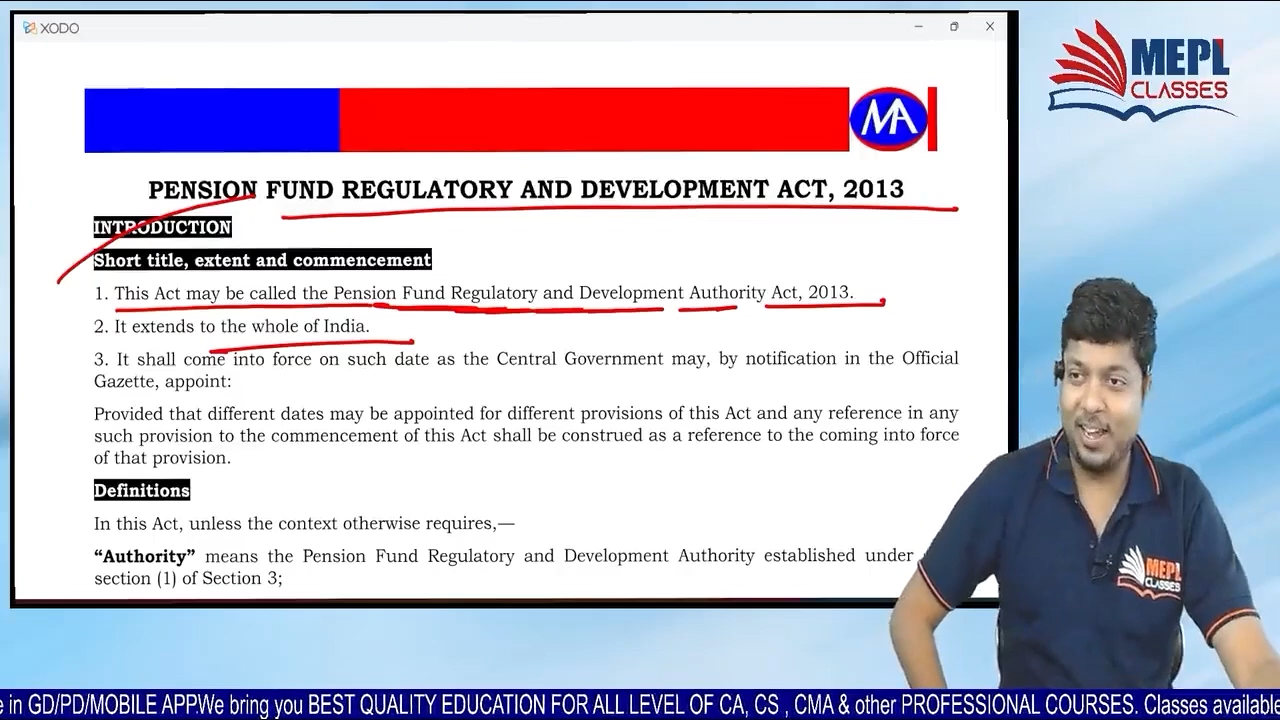 XODO
MEPL
CLASSES
MA
PENSION FUND REGULATORY AND DEVELOPMENT ACT, 2013
INTRODUCTION
Short title, extent and commencement
1. This Act may be called the Pension Fund Regulatory and Development Authority Act, 2013.
2. It extends to the whole of India.
3. It shall come into force on such date as the Central Government may, by notification in the Official
Gazette, appoint:
Provided that different dates may be appointed for different provisions of this Act and any reference in any
such provision to the commencement of this Act shall be construed as a reference to the coming into force
of that provision.
Definitions
In this Act, unless the context otherwise requires,—
“Authority” means the Pension Fund Regulatory and Development Authority established under
section (1) of Section 3;
MEPL
CLASSES
e in GD/PD/MOBILE APPWe bring you BEST QUALITY EDUCATION FOR ALL LEVEL OF CA, CS , CMA & other PROFESSIONAL COURSES. Classes available